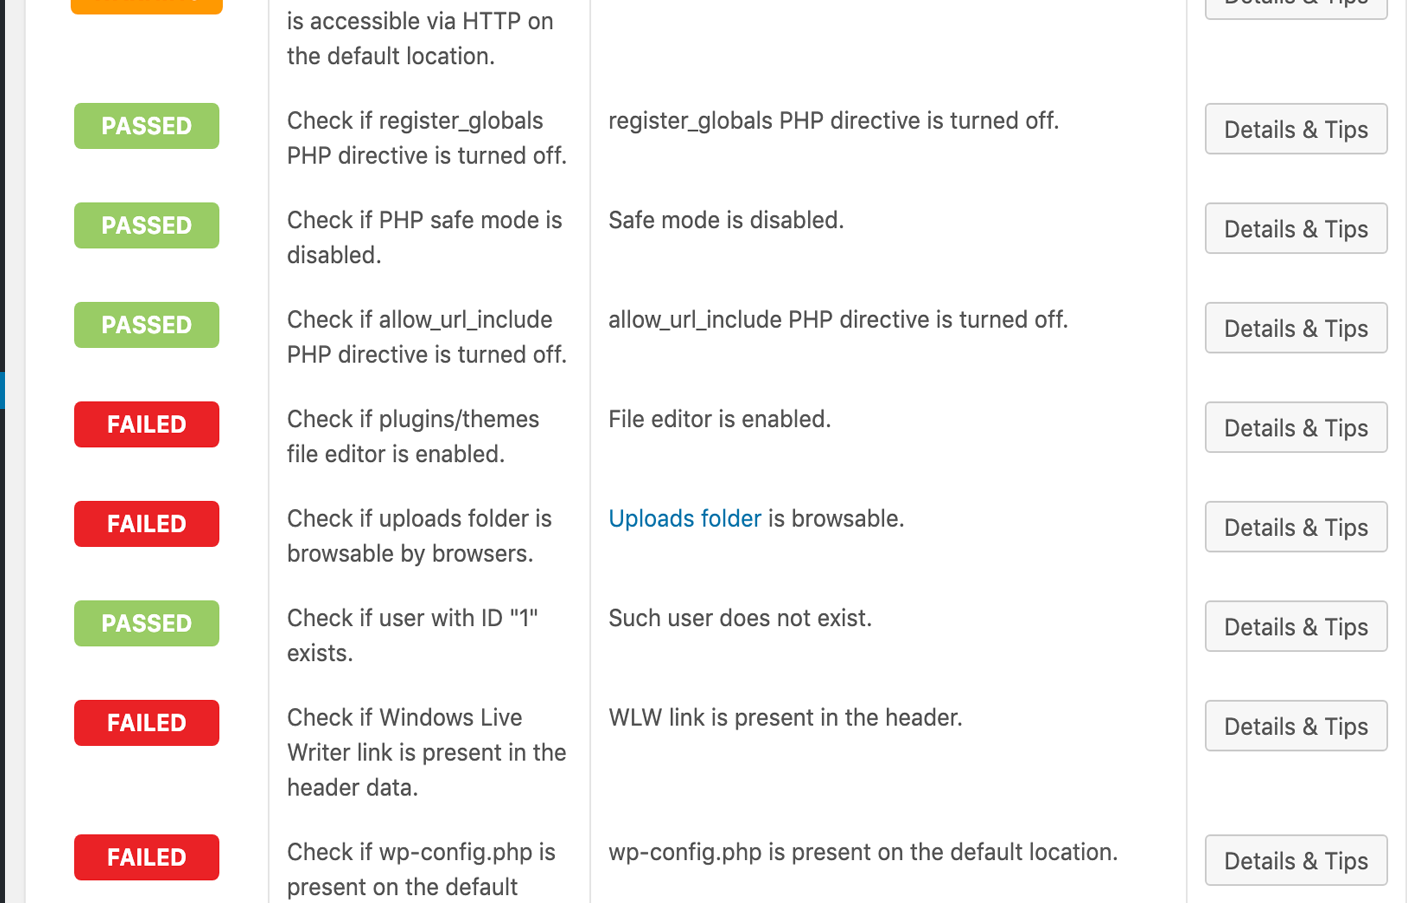 is accessible via HTTP on
the default location.
PASSED
Check if register_globals
PHP directive is turned off.
register_globals PHP directive is turned off.
Details & Tips
PASSED
Check if PHP safe mode is
disabled.
Safe mode is disabled.
Details & Tips
PASSED
Check if allow_url_include
PHP directive is turned off.
allow_url_include PHP directive is turned off.
Details & Tips
FAILED
Check if plugins/themes
file editor is enabled.
File editor is enabled.
Details & Tips
FAILED
Check if uploads folder is
browsable by browsers.
Uploads folder is browsable.
Details & Tips
PASSED
Check if user with ID "1"
exists.
Such user does not exist.
Details & Tips
FAILED
Check if Windows Live
Writer link is present in the
header data.
WLW link is present in the header.
Details & Tips
FAILED
Check if wp-config.php is
present on the default
wp-config.php is present on the default location.
Details & Tips